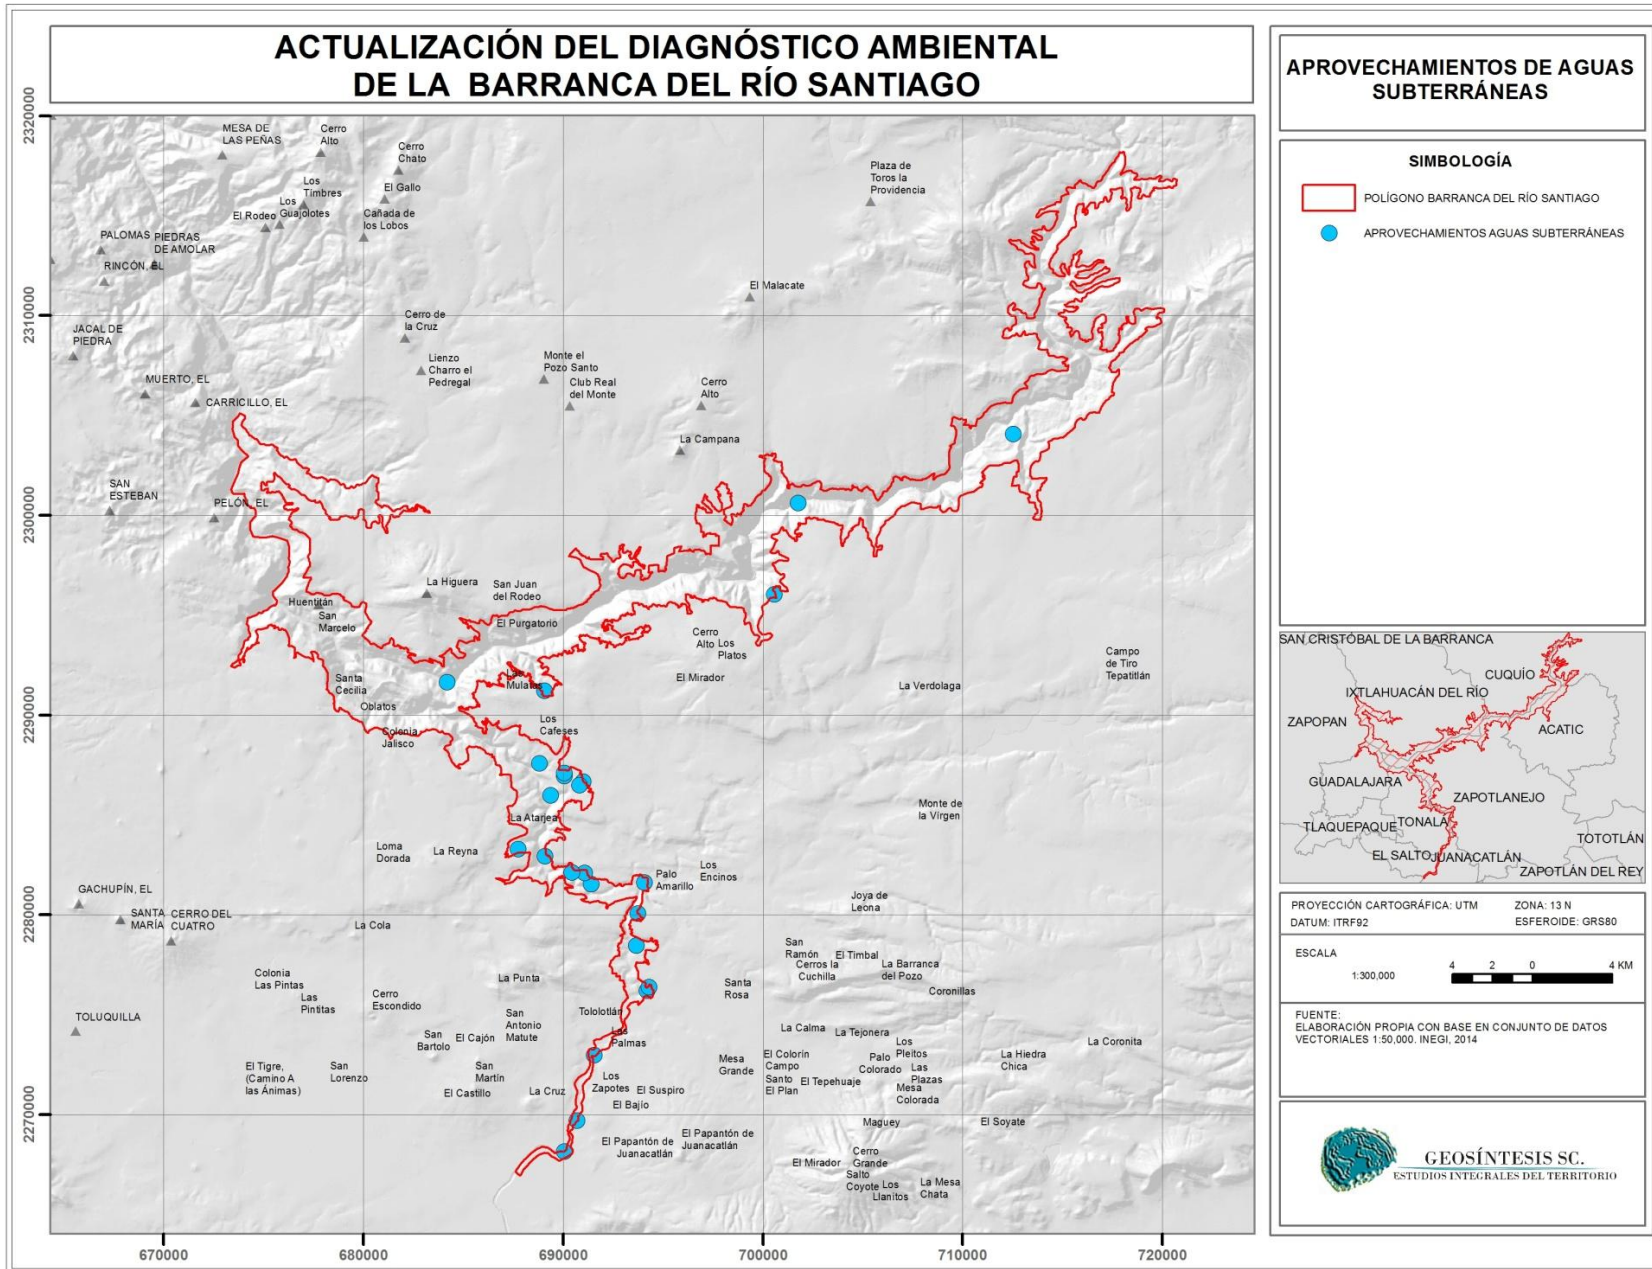 ACTUALIZACIÓN DEL DIAGNÓSTICO AMBIENTAL
DE LA BARRANCA DEL RÍO SANTIAGO
APROVECHAMIENTOS DE AGUAS
SUBTERRÁNEAS
SIMBOLOGÍA
POLÍGONO BARRANCA DEL RÍO SANTIAGO
APROVECHAMIENTOS AGUAS SUBTERRÁNEAS
2320000
2310000
2300000
2290000
2280000
2270000
670000
680000
690000
700000
710000
720000
MESA DE
LAS PEÑAS
Cerro
Alto
Cerro
Chato
Los
Timbres
El Gallo
Los
Guajolotes
El Rodeo
Cañada de
los Lobos
PALOMAS
PIEDRAS
DE AMOLAR
RINCÓN, EL
Plaza de
Toros la
Providencia
El Malacate
JACAL DE
PIEDRA
Cerro de
la Cruz
Lienzo
Charro el
Pedregal
Monte el
Pozo Santo
Club Real
del Monte
Cerro
Alto
MUERTO, EL
CARRICILLO, EL
La Campana
SAN
ESTEBAN
PELÓN, EL
La Higuera
San Juan
del Rodeo
Huentitán
San
Marcelo
El Purgatorio
Cerro
Alto
Los
Platos
Campo
de Tiro
Tepatitlán
Santa
Cecilia
Las
Mulatas
El Mirador
La Verdolaga
Oblatos
Colonia
Jalisco
Los
Cafeses
La Atarjea
Monte de
la Virgen
Loma
Dorada
La Reyna
Los
Encinos
Palo
Amarillo
GACHUPÍN, EL
SANTA
MARÍA
CERRO DEL
CUATRO
La Cola
Joya de
Leona
San
Ramón
El Timbal
Cerros la
Cuchilla
La Barranca
del Pozo
Coronillas
Colonia
Las Pintas
Las
Pintitas
Cerro
Escondido
La Punta
Santa
Rosa
TOLUQUILLA
San
Antonio
Matute
Tololotlán
Las
Palmas
La Calma
La Tejonera
San
Bartolo
El Cajón
Los
Pleitos
La Coronita
El Tigre,
(Camino A
las Ánimas)
San
Lorenzo
San
Martín
El Castillo
La Cruz
Los
Zapotes
El Suspiro
El Bajío
Mesa
Grande
El Colorín
Campo
Santo
El Plan
El Tepehuaje
Palo
Colorado
Las
Plazas
Mesa
Colorada
La Hiedra
Chica
Maguey
El Soyate
El Papantón de
Juanacatlán
El Papantón de
Juanacatlán
El Mirador
Cerro
Grande
Salto
Coyote
Los
Llanitos
La Mesa
Chata
SAN CRISTÓBAL DE LA BARRANCA
CUQUÍO
IXTLAHUACÁN DEL RÍO
ZAPOPAN
ACATIC
GUADALAJARA
ZAPOTLANEJO
TLAQUEPAQUE
TONALÁ
TOTOTLÁN
EL SALTO
JUANACATLÁN
ZAPOTLÁN DEL REY
PROYECCIÓN CARTOGRÁFICA: UTM ZONA: 13 N
DATUM: ITRF92 ESFEROIDE: GRS80
ESCALA
1:300,000
4 2 0 4 KM
FUENTE:
ELABORACIÓN PROPIA CON BASE EN CONJUNTO DE DATOS
VECTORIALES 1:50,000. INEGI, 2014
GEOSÍNTESIS SC.
ESTUDIOS INTEGRALES DEL TERRITORIO